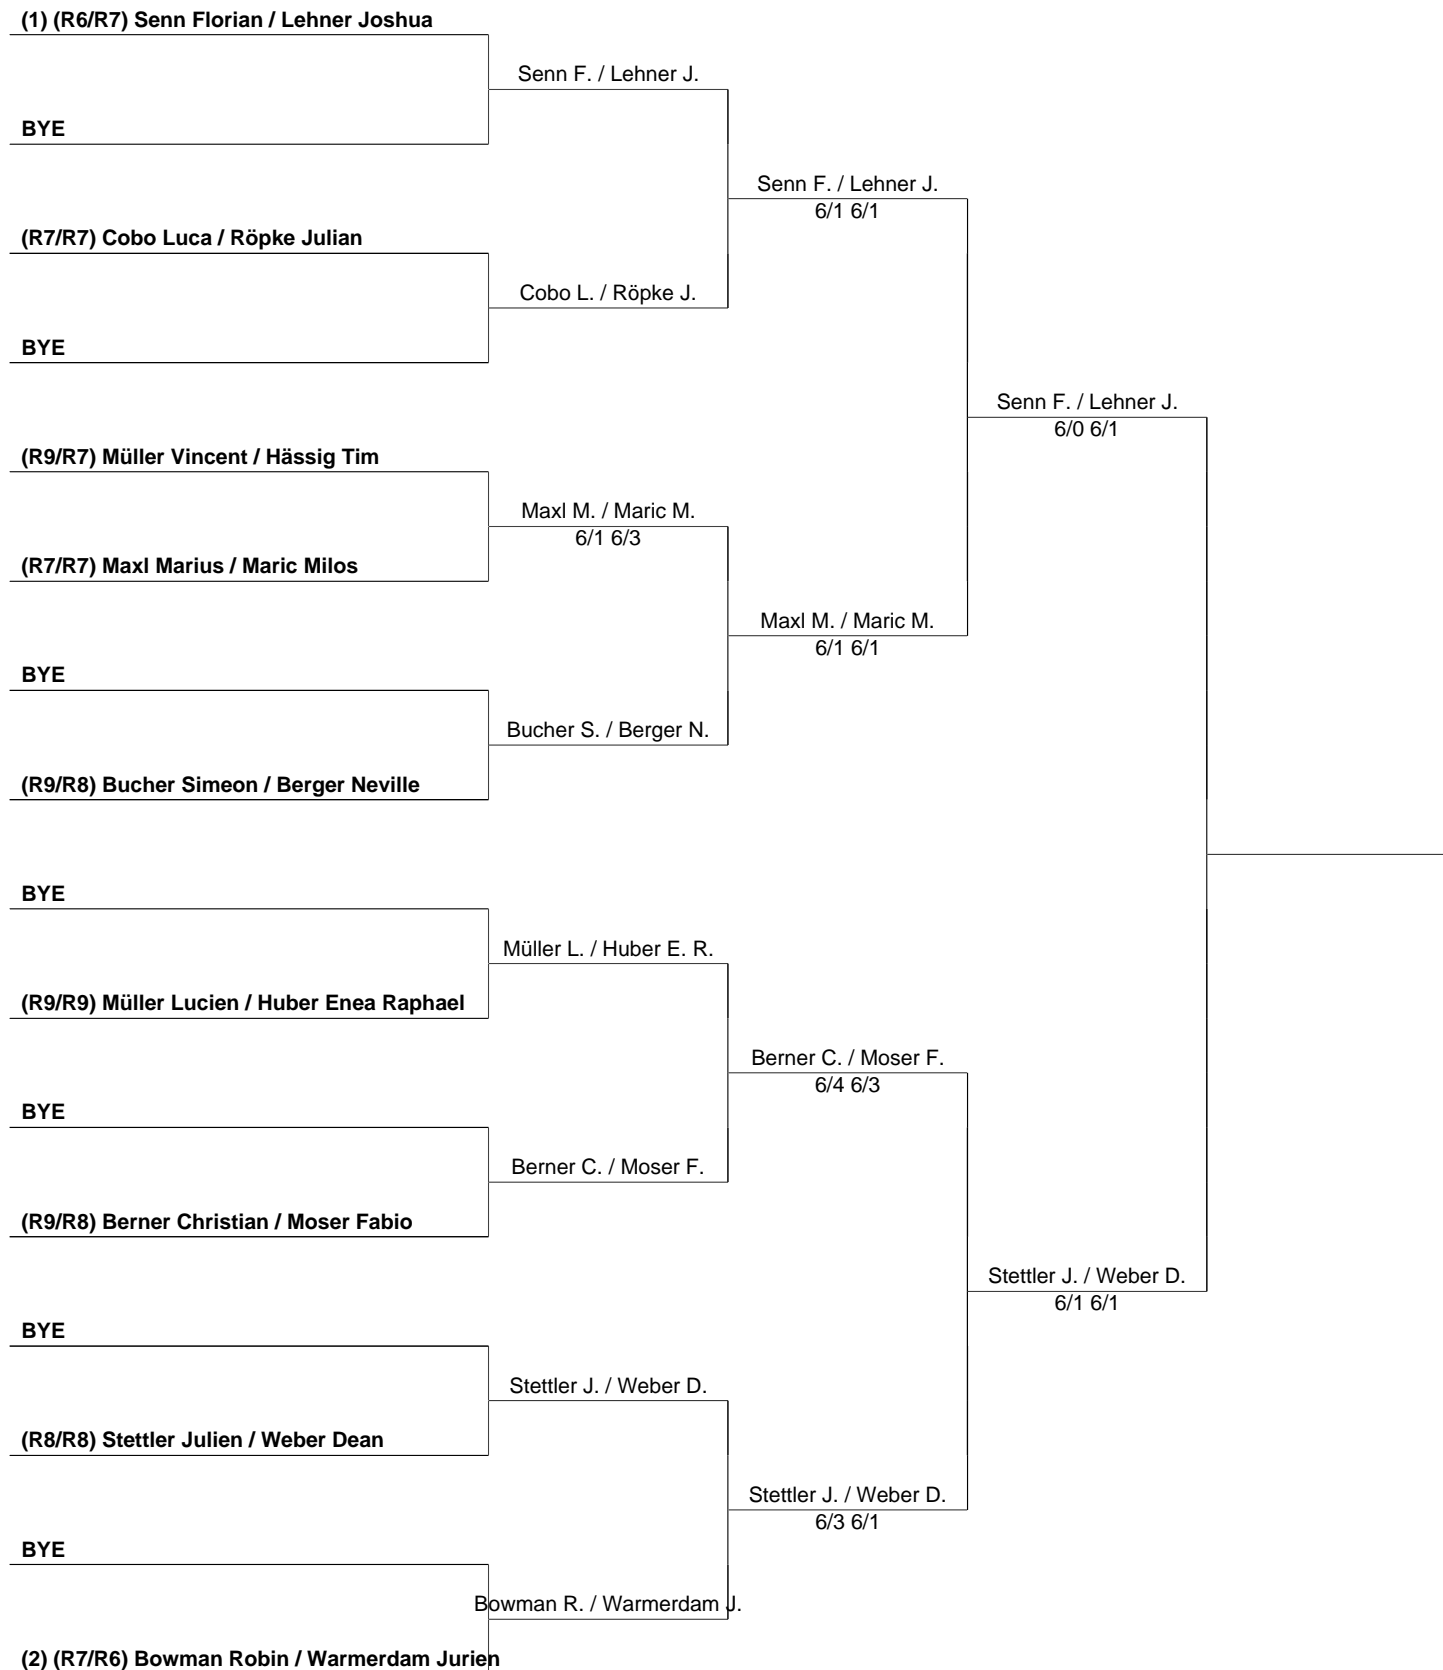 (1) (R6/R7) Senn Florian / Lehner Joshua
Senn F. / Lehner J.
BYE
Senn F. / Lehner J.
6/1 6/1
(R7/R7) Cobo Luca / Röpke Julian
Cobo L. / Röpke J.
BYE
Senn F. / Lehner J.
6/0 6/1
(R9/R7) Müller Vincent / Hässig Tim
Maxl M. / Maric M.
6/1 6/3
(R7/R7) Maxl Marius / Maric Milos
Maxl M. / Maric M.
6/1 6/1
BYE
Bucher S. / Berger N.
(R9/R8) Bucher Simeon / Berger Neville
BYE
Müller L. / Huber E. R.
(R9/R9) Müller Lucien / Huber Enea Raphael
Berner C. / Moser F.
6/4 6/3
BYE
Berner C. / Moser F.
(R9/R8) Berner Christian / Moser Fabio
Stettler J. / Weber D.
6/1 6/1
BYE
Stettler J. / Weber D.
(R8/R8) Stettler Julien / Weber Dean
Stettler J. / Weber D.
6/3 6/1
BYE
Bowman R. / Warmerdam J.
(2) (R7/R6) Bowman Robin / Warmerdam Jurien